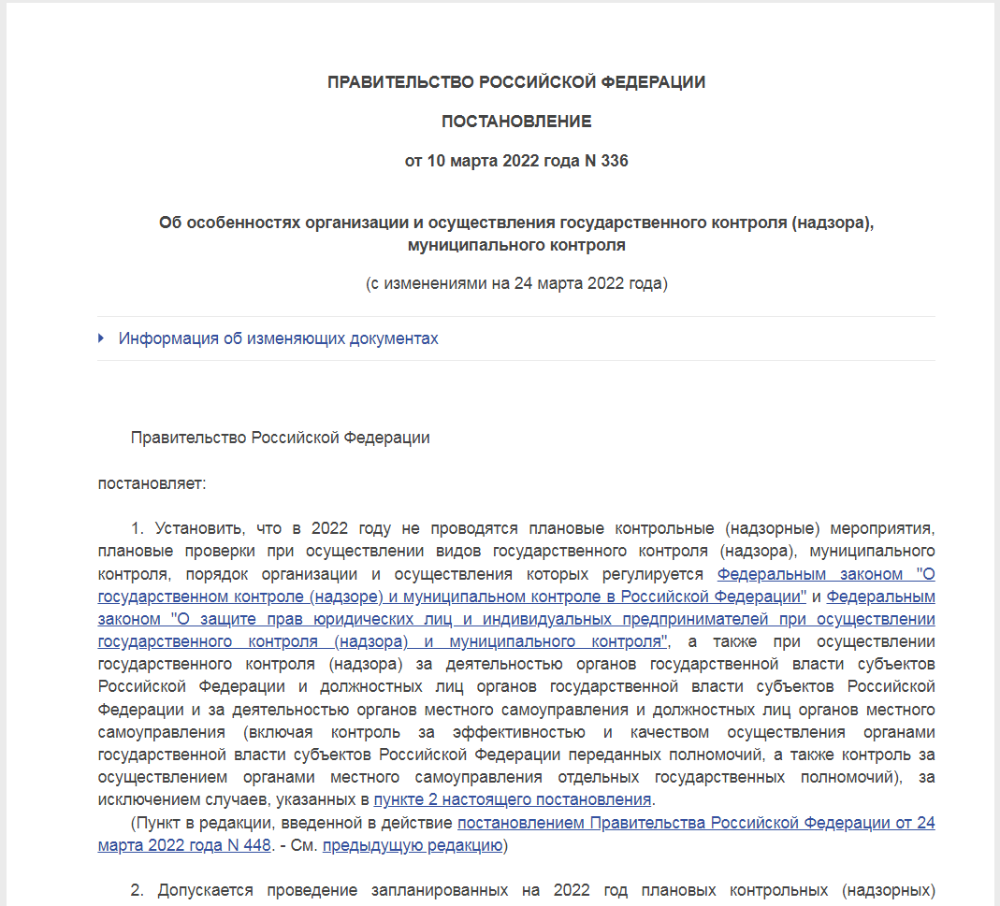 ПРАВИТЕЛЬСТВО РОССИЙСКОЙ ФЕДЕРАЦИИ
ПОСТАНОВЛЕНИЕ
от 10 марта 2022 года N 336
Об особенностях организации и осуществления государственного контроля (надзора),
муниципального контроля
(с изменениями на 24 марта 2022 года)
Информация об изменяющих документах
Правительство Российской Федерации
постановляет:
1. Установить, что в 2022 году не проводятся плановые контрольные (надзорные) мероприятия,
плановые проверки при осуществлении видов государственного контроля (надзора), муниципального
контроля, порядок организации и осуществления которых регулируется Федеральным законом "О
государственном контроле (надзоре) и муниципальном контроле в Российской Федерации" и Федеральным
законом "О защите прав юридических лиц и индивидуальных предпринимателей при осуществлении
государственного контроля (надзора) и муниципального контроля", а также при осуществлении
государственного контроля (надзора) за деятельностью органов государственной власти субъектов
Российской Федерации и должностных лиц органов государственной власти субъектов Российской
Федерации и за деятельностью органов местного самоуправления и должностных лиц органов местного
самоуправления (включая контроль за эффективностью и качеством осуществления органами
государственной власти субъектов Российской Федерации переданных полномочий, а также контроль за
осуществлением органами местного самоуправления отдельных государственных полномочий), за
исключением случаев, указанных в пункте 2 настоящего постановления.
(Пункт в редакции, введенной в действие постановлением Правительства Российской Федерации от 24
марта 2022 года N 448. - См. предыдущую редакцию)
2. Допускается проведение запланированных на 2022 год плановых контрольных (надзорных)